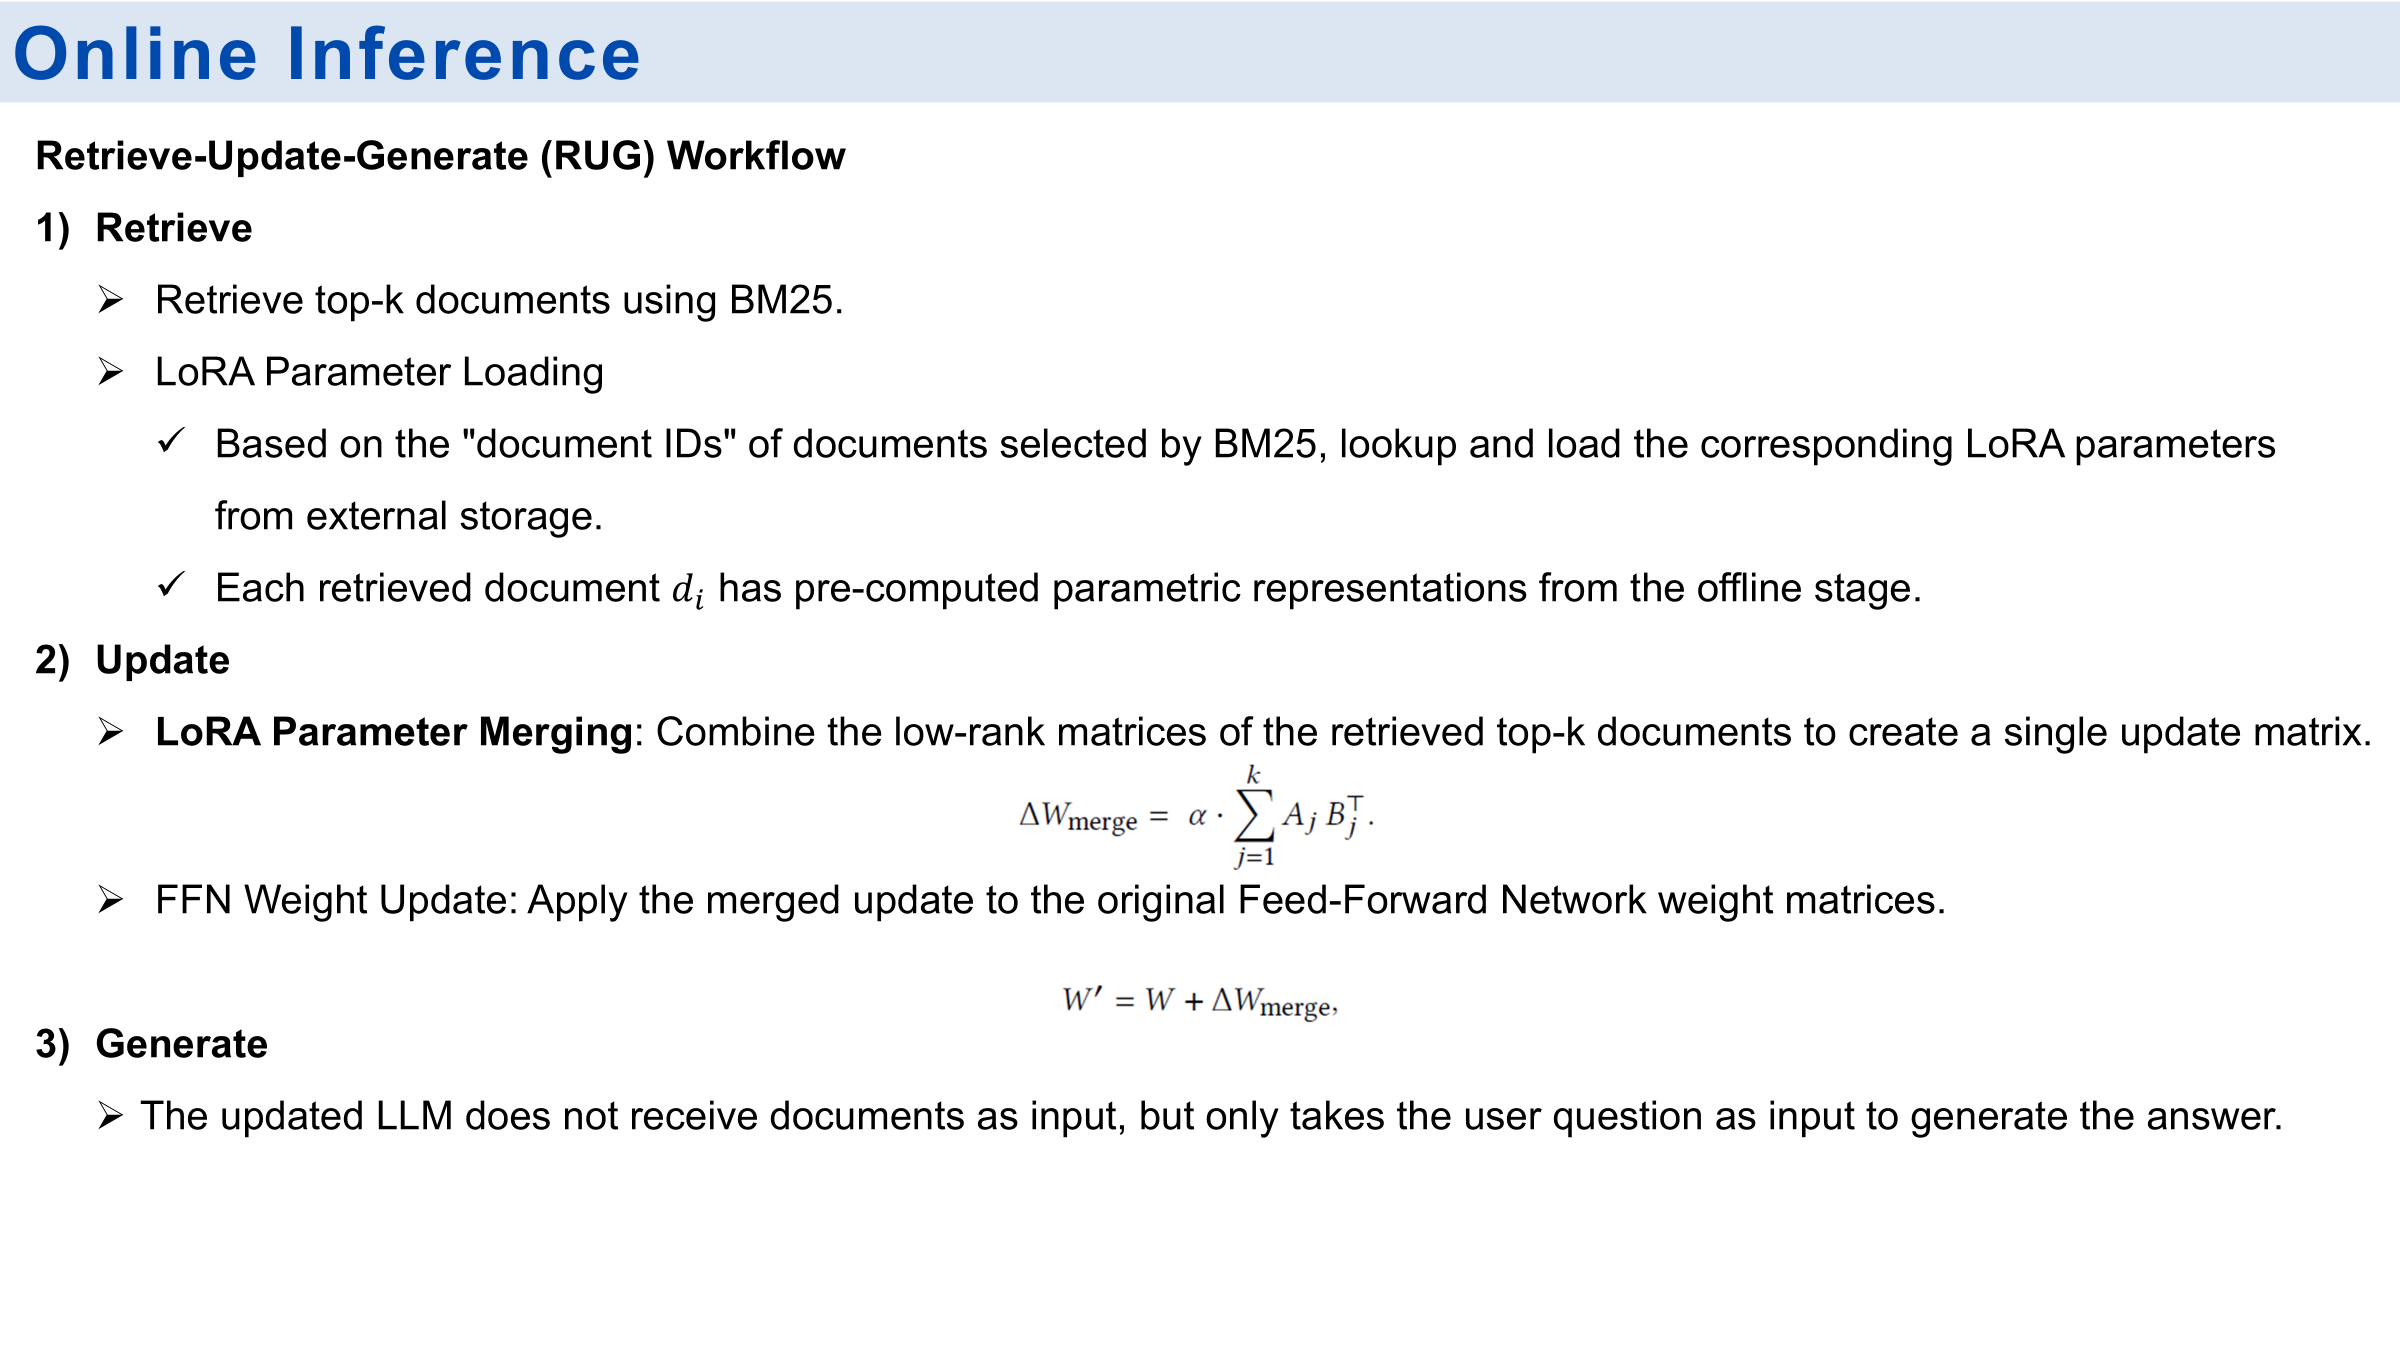 Online Inference
Retrieve-Update-Generate (RUG) Workflow
1) Retrieve
➢ Retrieve top-k documents using BM25.
➢ LoRA Parameter Loading
✓ Based on the "document IDs" of documents selected by BM25, lookup and load the corresponding LoRA parameters
from external storage.
✓ Each retrieved document $d_i$ has pre-computed parametric representations from the offline stage.
2) Update
➢ LoRA Parameter Merging: Combine the low-rank matrices of the retrieved top-k documents to create a single update matrix.
$\Delta W_{\text{merge}} = \alpha \cdot \sum_{j=1}^{k} A_j B_j^{\top}.$
➢ FFN Weight Update: Apply the merged update to the original Feed-Forward Network weight matrices.
$W' = W + \Delta W_{\text{merge}},$
3) Generate
➢ The updated LLM does not receive documents as input, but only takes the user question as input to generate the answer.